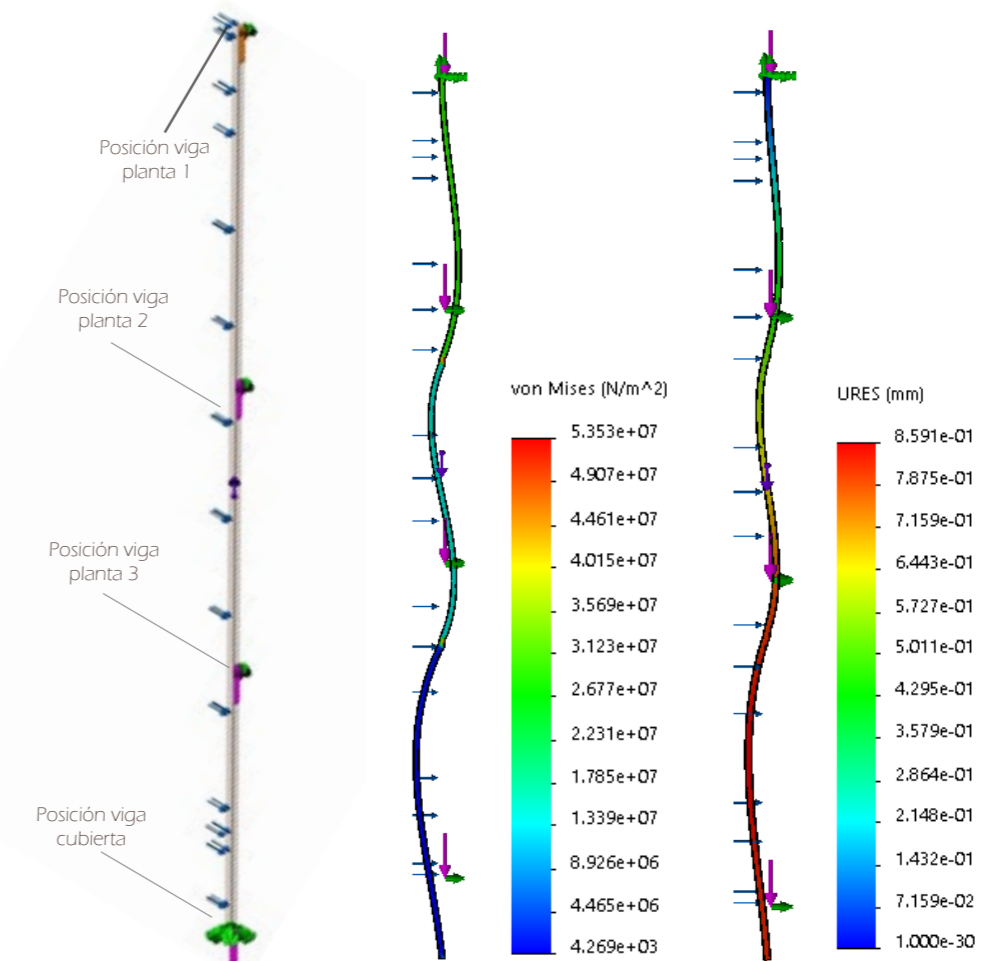 Posición viga
planta 1
Posición viga
planta 2
Posición viga
planta 3
Posición viga
cubierta
von Mises (N/m^2)
5.353e+07
4.907e+07
4.461e+07
4.015e+07
3.569e+07
3.123e+07
2.677e+07
2.231e+07
1.785e+07
1.339e+07
8.926e+06
4.465e+06
4.269e+03
URES (mm)
8.591e-01
7.875e-01
7.159e-01
6.443e-01
5.727e-01
5.011e-01
4.295e-01
3.579e-01
2.864e-01
2.148e-01
1.432e-01
7.159e-02
1.000e-30